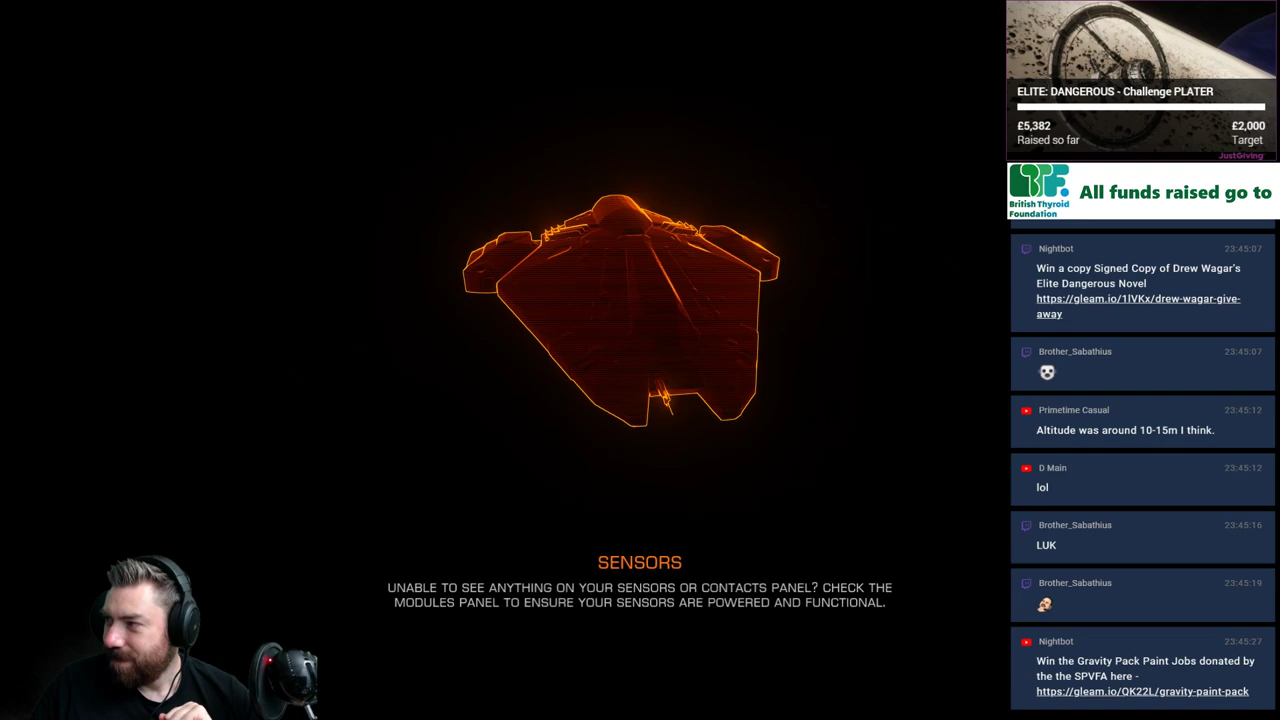 ELITE: DANGEROUS - Challenge PLATER
£5,382
£2,000
Raised so far
Target
JustGiving
British Thyroid
Foundation
All funds raised go to
Nightbot
23:45:07
Win a copy Signed Copy of Drew Wagar's
Elite Dangerous Novel
https://gleam.io/1lVKx/drew-wagar-give-
away
Brother_Sabathius
23:45:07
Primetime Casual
23:45:12
Altitude was around 10-15m I think.
D Main
23:45:12
lol
Brother_Sabathius
23:45:16
LUK
Brother_Sabathius
23:45:19
Nightbot
23:45:27
Win the Gravity Pack Paint Jobs donated by
the the SPVFA here -
https://gleam.io/QK22L/gravity-paint-pack
SENSORS
UNABLE TO SEE ANYTHING ON YOUR SENSORS OR CONTACTS PANEL? CHECK THE
MODULES PANEL TO ENSURE YOUR SENSORS ARE POWERED AND FUNCTIONAL.